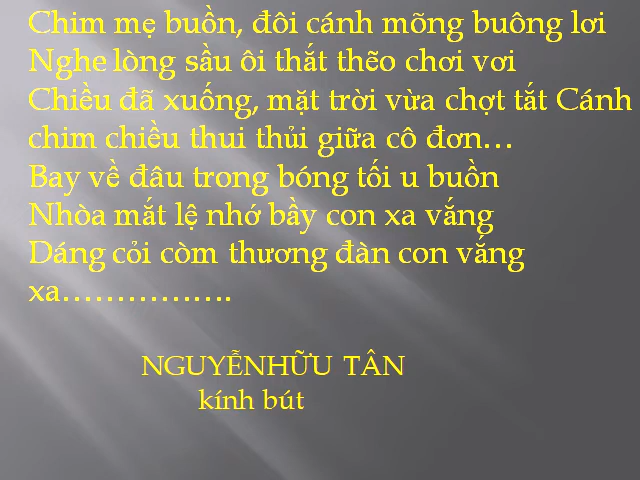 Chim mẹ buồn, đôi cánh mõng buông lơi
Nghe lòng sầu ôi thắt thẽo chơi vơi
Chiều đã xuống, mặt trời vừa chợt tắt Cánh
chim chiều thui thủi giữa cô đơn…
Bay về đâu trong bóng tối u buồn
Nhòa mắt lệ nhớ bầy con xa vắng
Dáng cỏi còm thương đàn con vắng
xa…………….
NGUYỄNHỮU TÂN
kính bút